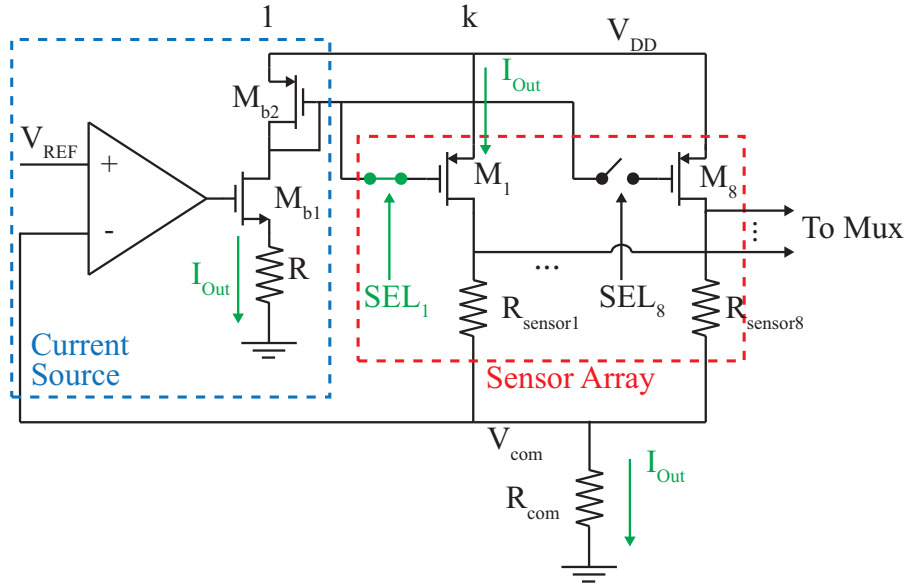 1
k
V_DD
I_Out
M_b2
V_REF
+
-
M_1
M_8
M_b1
To Mux
R
I_Out
SEL_1
...
SEL_8
...
R_sensor1
R_sensor8
Current
Source
Sensor Array
V_com
I_Out
R_com